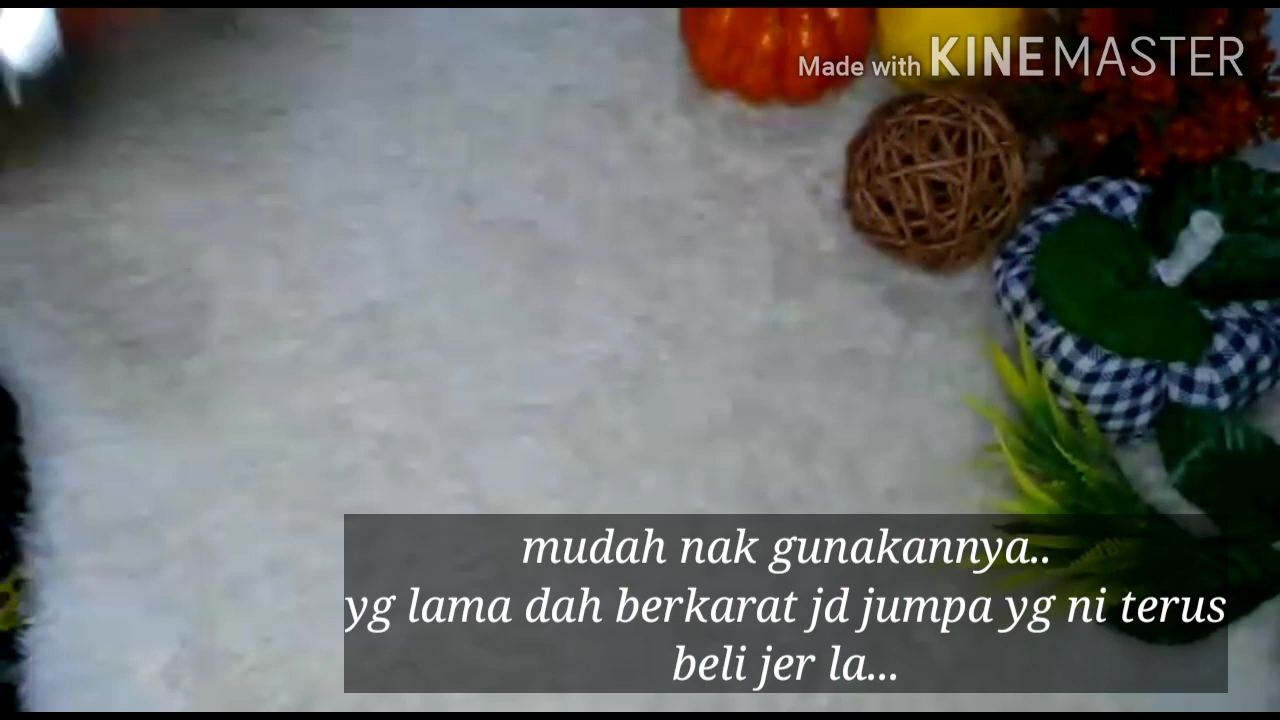 Made with KINEMASTER
mudah nak gunakannya..
yg lama dah berkarat jd jumpa yg ni terus
beli jer la...